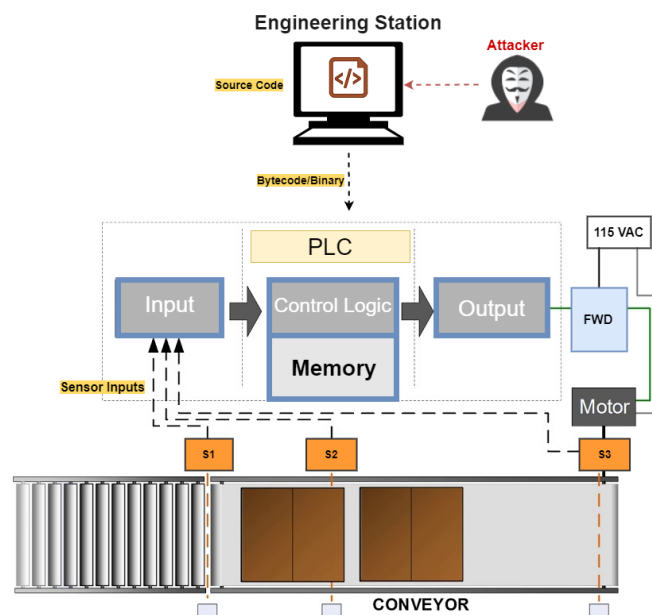 Engineering Station
Attacker
</>
Source Code
Bytecode/Binary
PLC
115 VAC
Input
Control Logic
Output
FWD
Memory
Sensor Inputs
Motor
S1
S2
S3
CONVEYOR